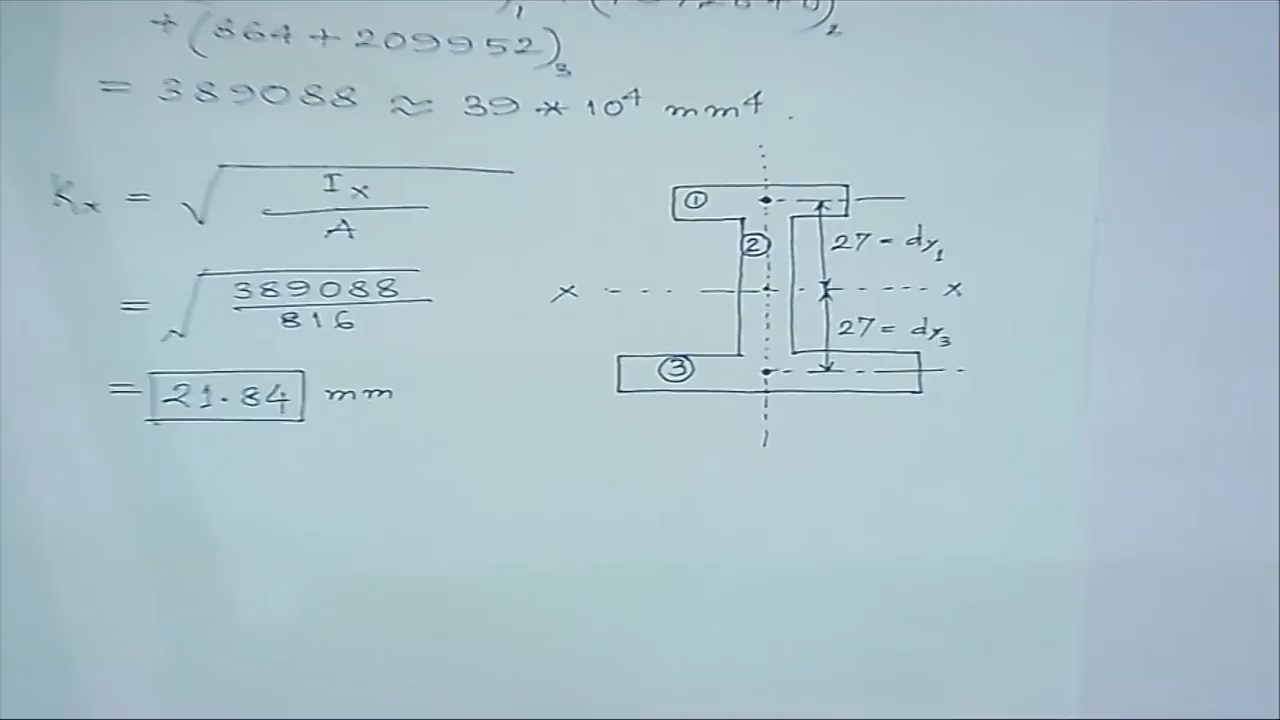 + (864 + 209952)₃
= 389088 ≈ 39 * 10⁴ mm⁴ .
Kₓ = √ Iₓ / A
= √ 389088 / 816
= 21.84 mm
①
② 27 = dy₁
x x
27 = dy₃
③